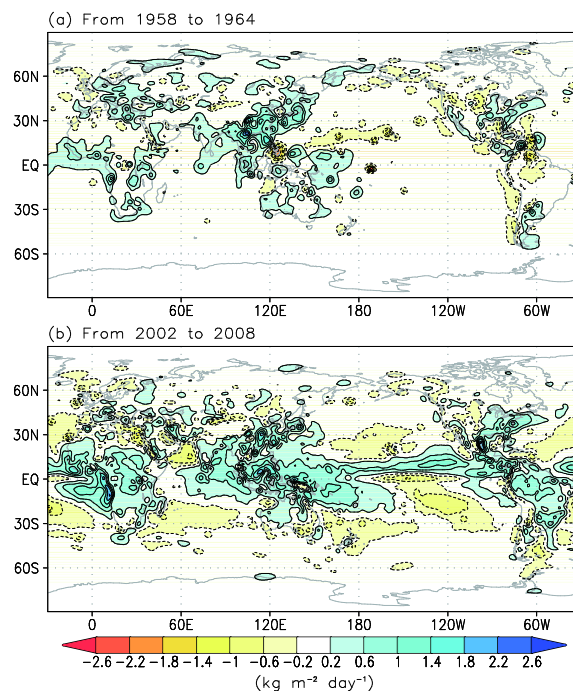 (a) From 1958 to 1964
60N
30N
EQ
30S
60S
0 60E 120E 180 120W 60W
(b) From 2002 to 2008
60N
30N
EQ
30S
60S
0 60E 120E 180 120W 60W
-2.6 -2.2 -1.8 -1.4 -1 -0.6 -0.2 0.2 0.6 1 1.4 1.8 2.2 2.6
(kg m⁻² day⁻¹)